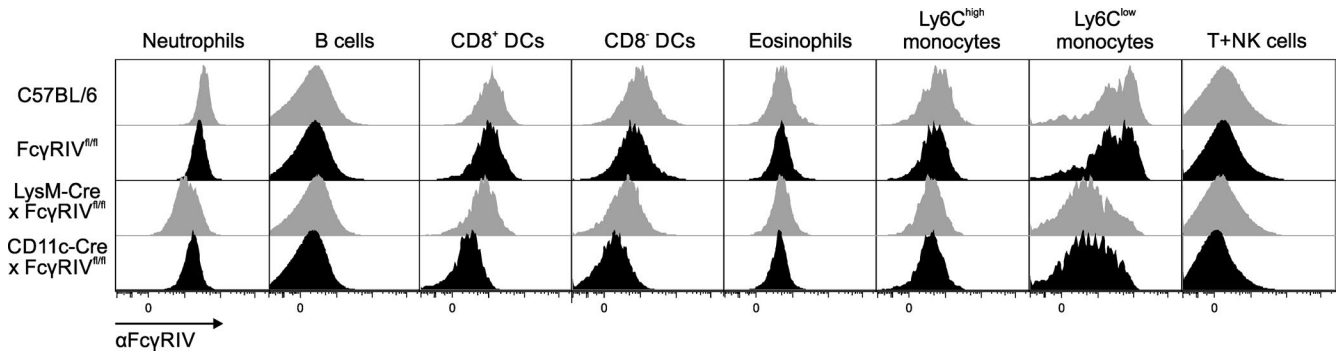 Neutrophils B cells CD8⁺ DCs CD8⁻ DCs Eosinophils Ly6Cʰⁱᵍʰ monocytes Ly6Cˡᵒʷ monocytes T+NK cells
C57BL/6
FcγRIVᶠˡ/ᶠˡ
LysM-Cre
x FcγRIVᶠˡ/ᶠˡ
CD11c-Cre
x FcγRIVᶠˡ/ᶠˡ
0 0 0 0 0 0 0 0
αFcγRIV